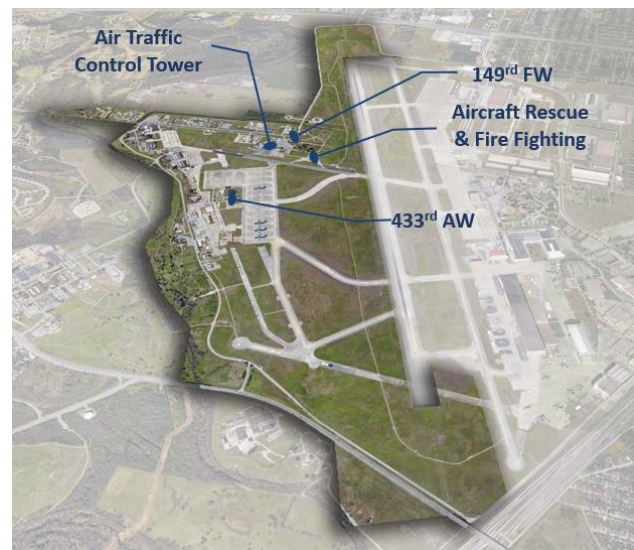 Air Traffic
Control Tower
149rd FW
Aircraft Rescue
& Fire Fighting
433rd AW